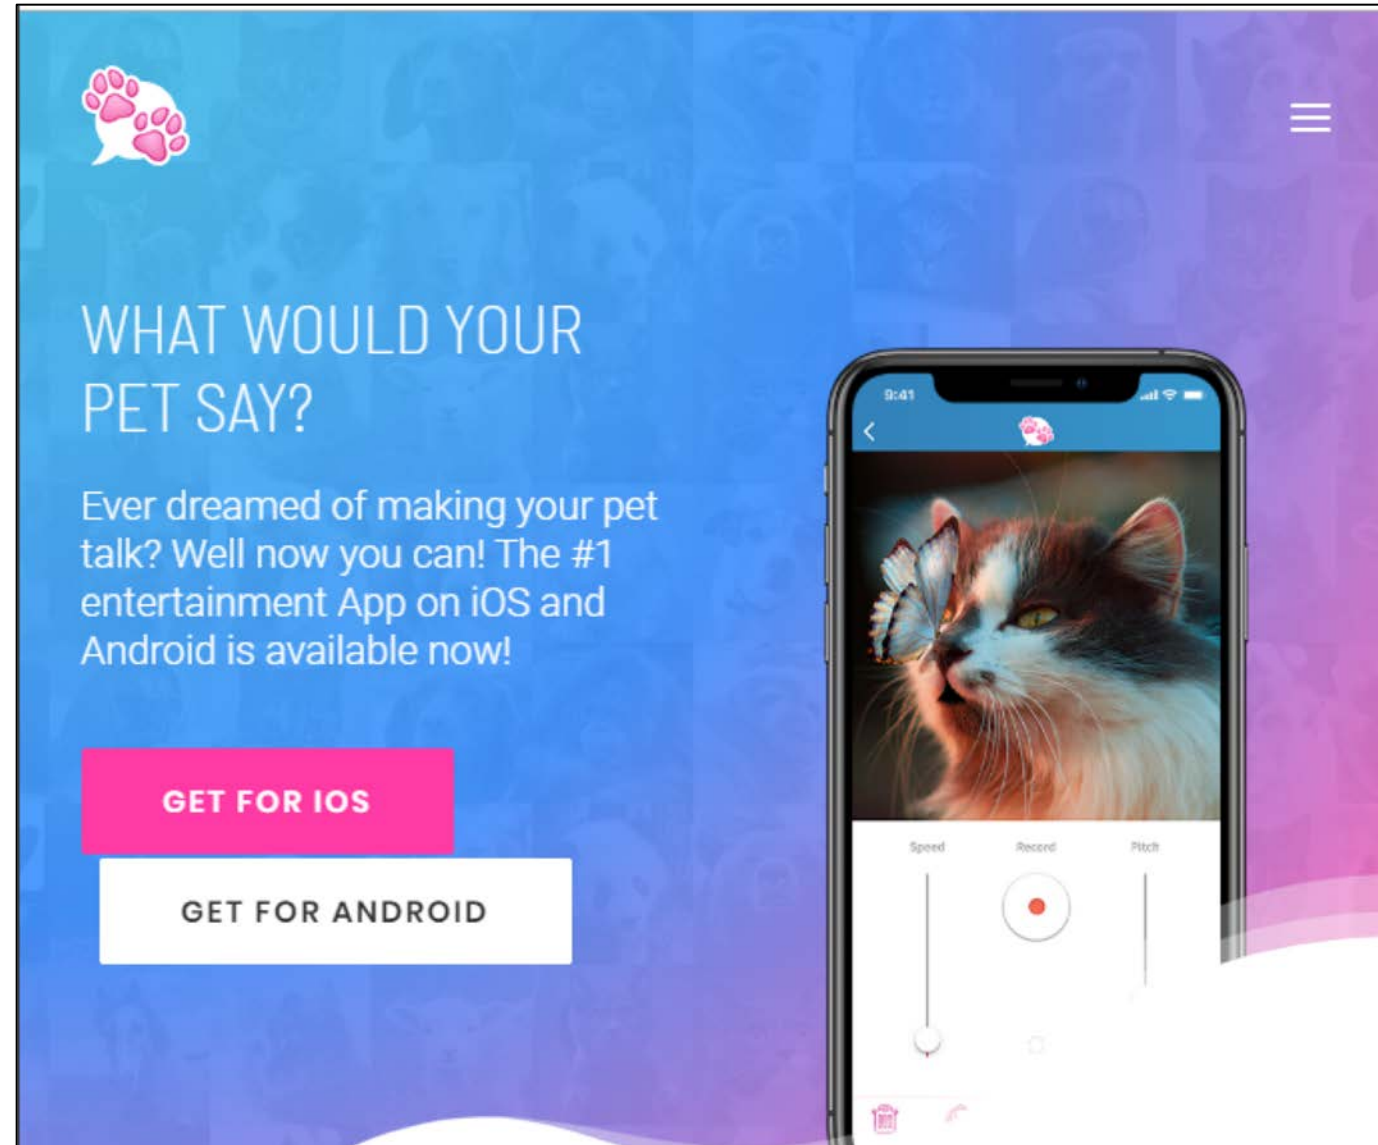 WHAT WOULD YOUR
PET SAY?
Ever dreamed of making your pet
talk? Well now you can! The #1
entertainment App on iOS and
Android is available now!
GET FOR IOS
GET FOR ANDROID
9:41
Speed
Record
Pitch